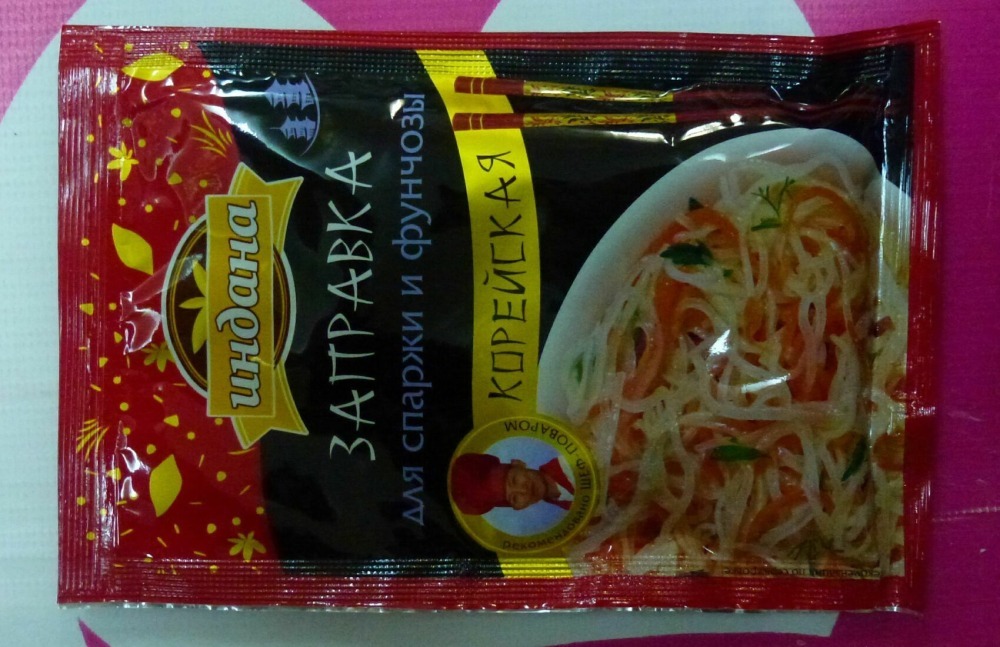 индана
ЗАПРАВКА
для спаржи и фунчозы
КОРЕЙСКАЯ
рекомендовано ШЕФ-ПОВАРОМ